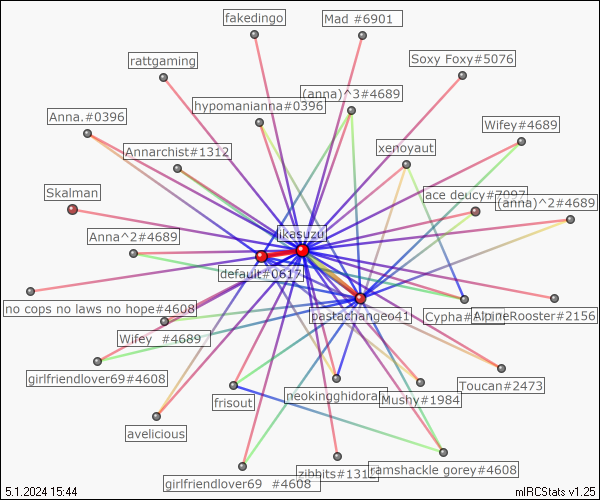 fakedingo
Mad #6901
rattgaming
Soxy Foxy#5076
(anna)^3#4689
hypomanianna#0396
Anna.#0396
Wifey#4689
Annarchist#1312
xenoyaut
Skalman
ace deucy#7097
(anna)^2#4689
ikasuzu
Anna^2#4689
default#0617
no cops no laws no hope#4608
pastachangeo41
AlpineRooster#2156
Wifey #4689
girlfriendlover69#4608
Toucan#2473
neokingghidorah
Mushy#1984
frisout
avelicious
zibbits#1312
ramshackle gorey#4608
girlfriendlover69 #4608
5.1.2024 15:44
mIRCStats v1.25